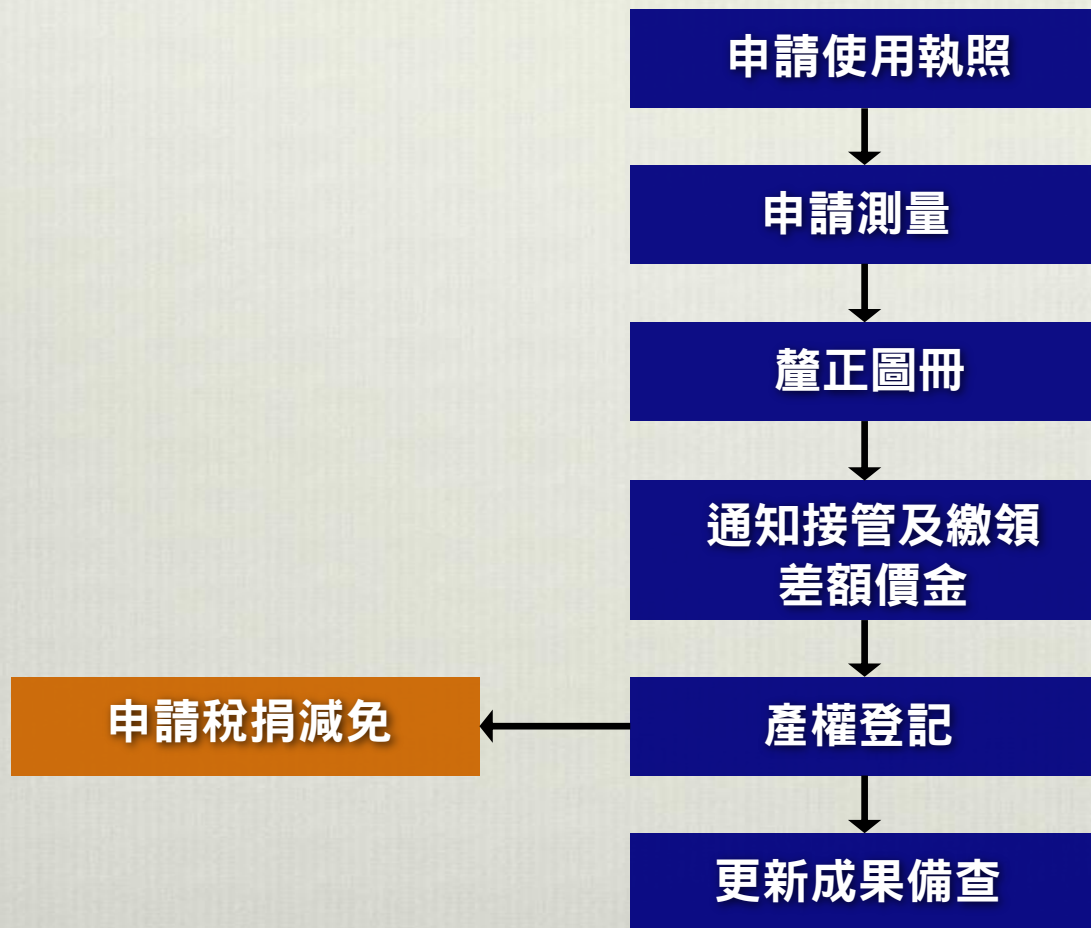 申請使用執照
申請測量
釐正圖冊
通知接管及繳領
差額價金
申請稅捐減免
產權登記
更新成果備查